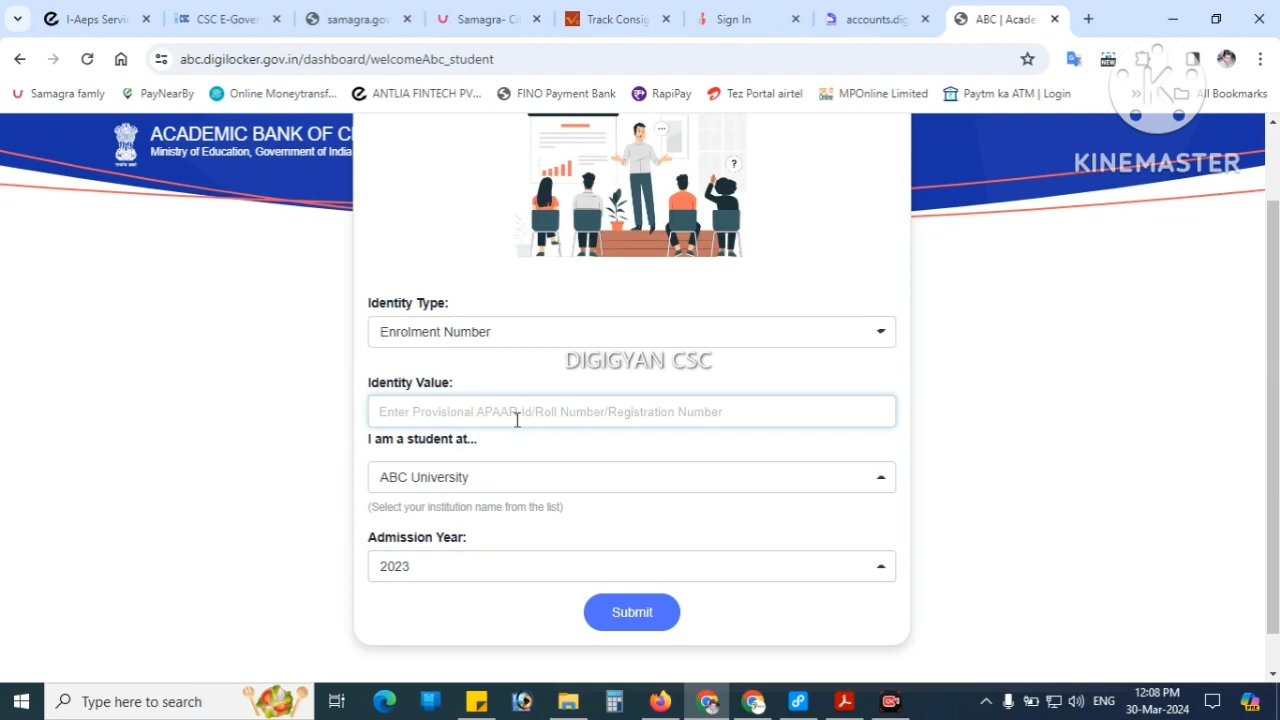 I-Aeps Servi
CSC E-Gover
samagra.gov
Samagra- Cit
Track Consig
Sign In
accounts.dig
ABC | Acade
abc.digilocker.gov.in/dashboard/welcomeAbc_student
NEW
Samagra famly
PayNearBy
Online Moneytransf...
ANTLIA FINTECH PV...
FINO Payment Bank
RapiPay
Tez Portal airtel
MPOnline Limited
Paytm ka ATM | Login
»
All Bookmarks
KINEMASTER
ACADEMIC BANK OF C
Ministry of Education, Government of India
?
Identity Type:
Enrolment Number
DIGIGYAN CSC
Identity Value:
Enter Provisional APAAR Id/Roll Number/Registration Number
I am a student at...
ABC University
(Select your institution name from the list)
Admission Year:
2023
Submit
Type here to search
ENG
12:08 PM
30-Mar-2024